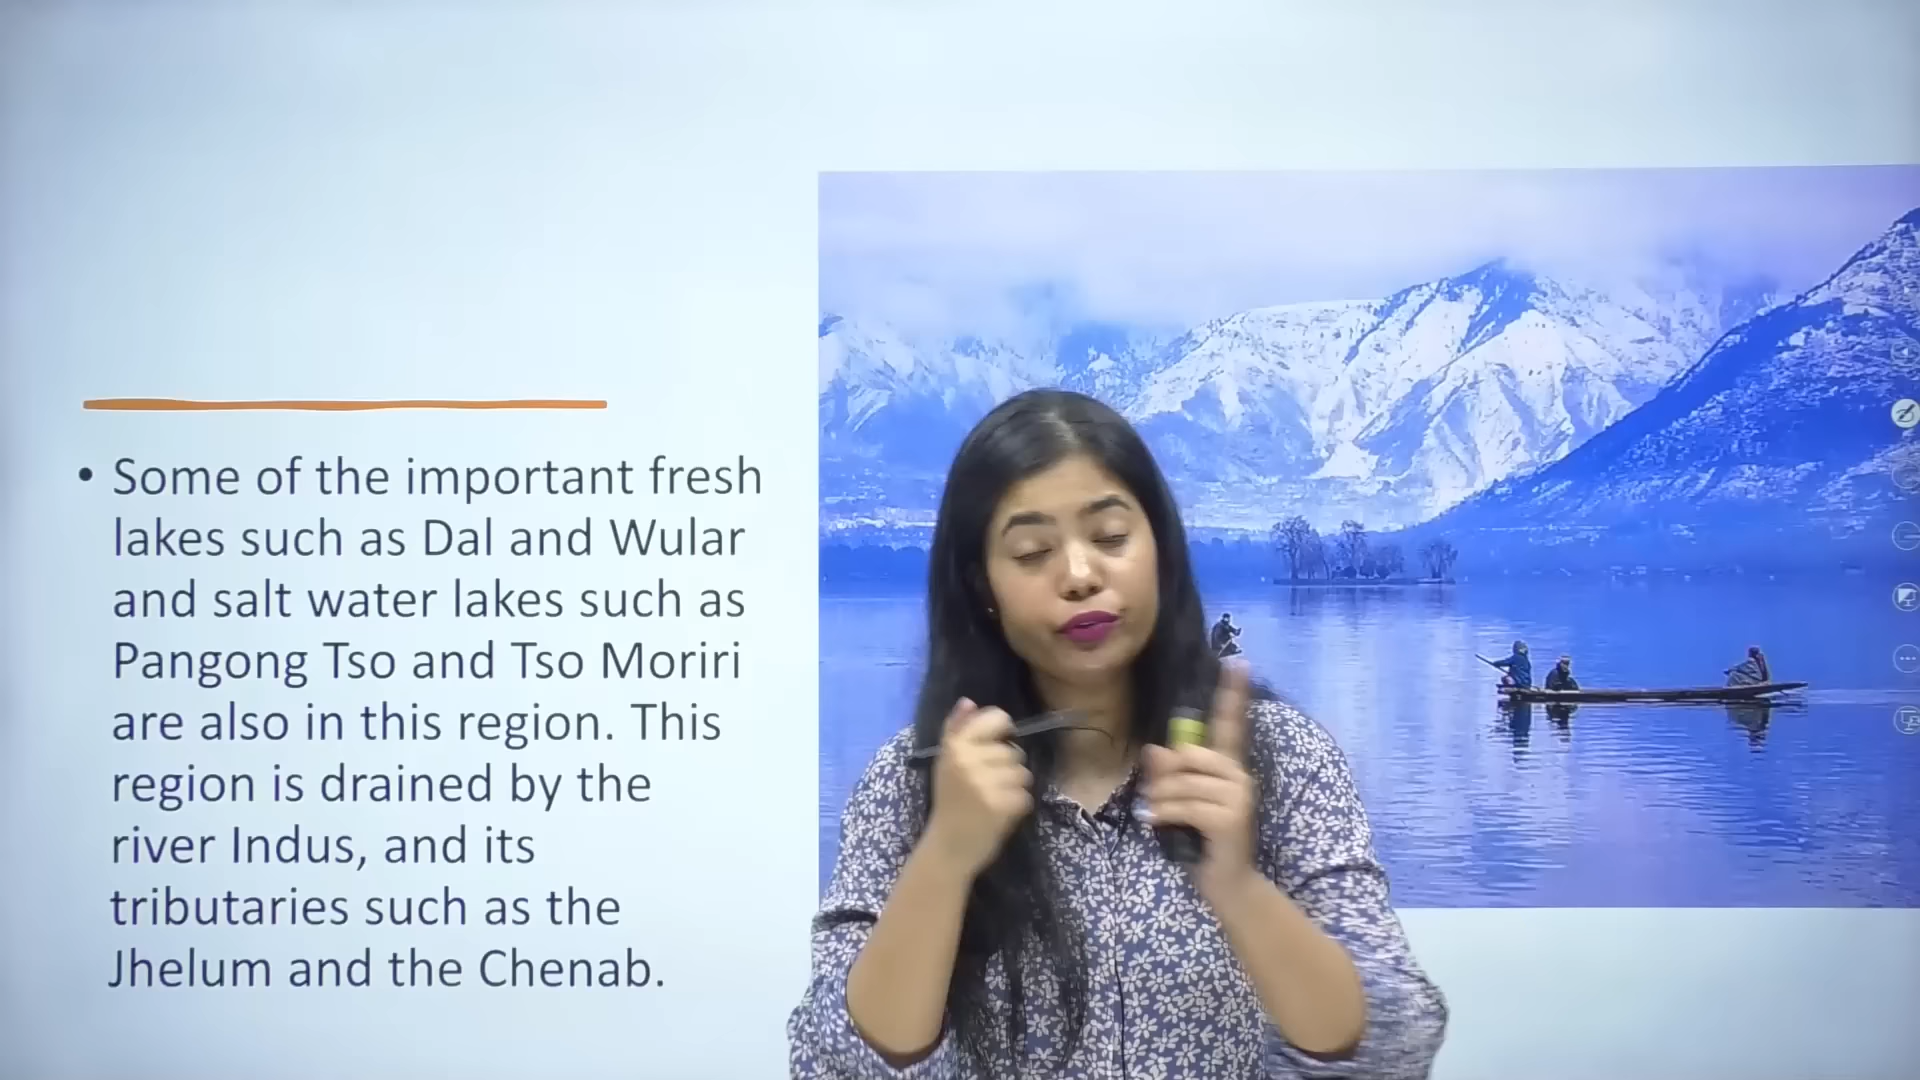 • Some of the important fresh
lakes such as Dal and Wular
and salt water lakes such as
Pangong Tso and Tso Moriri
are also in this region. This
region is drained by the
river Indus, and its
tributaries such as the
Jhelum and the Chenab.